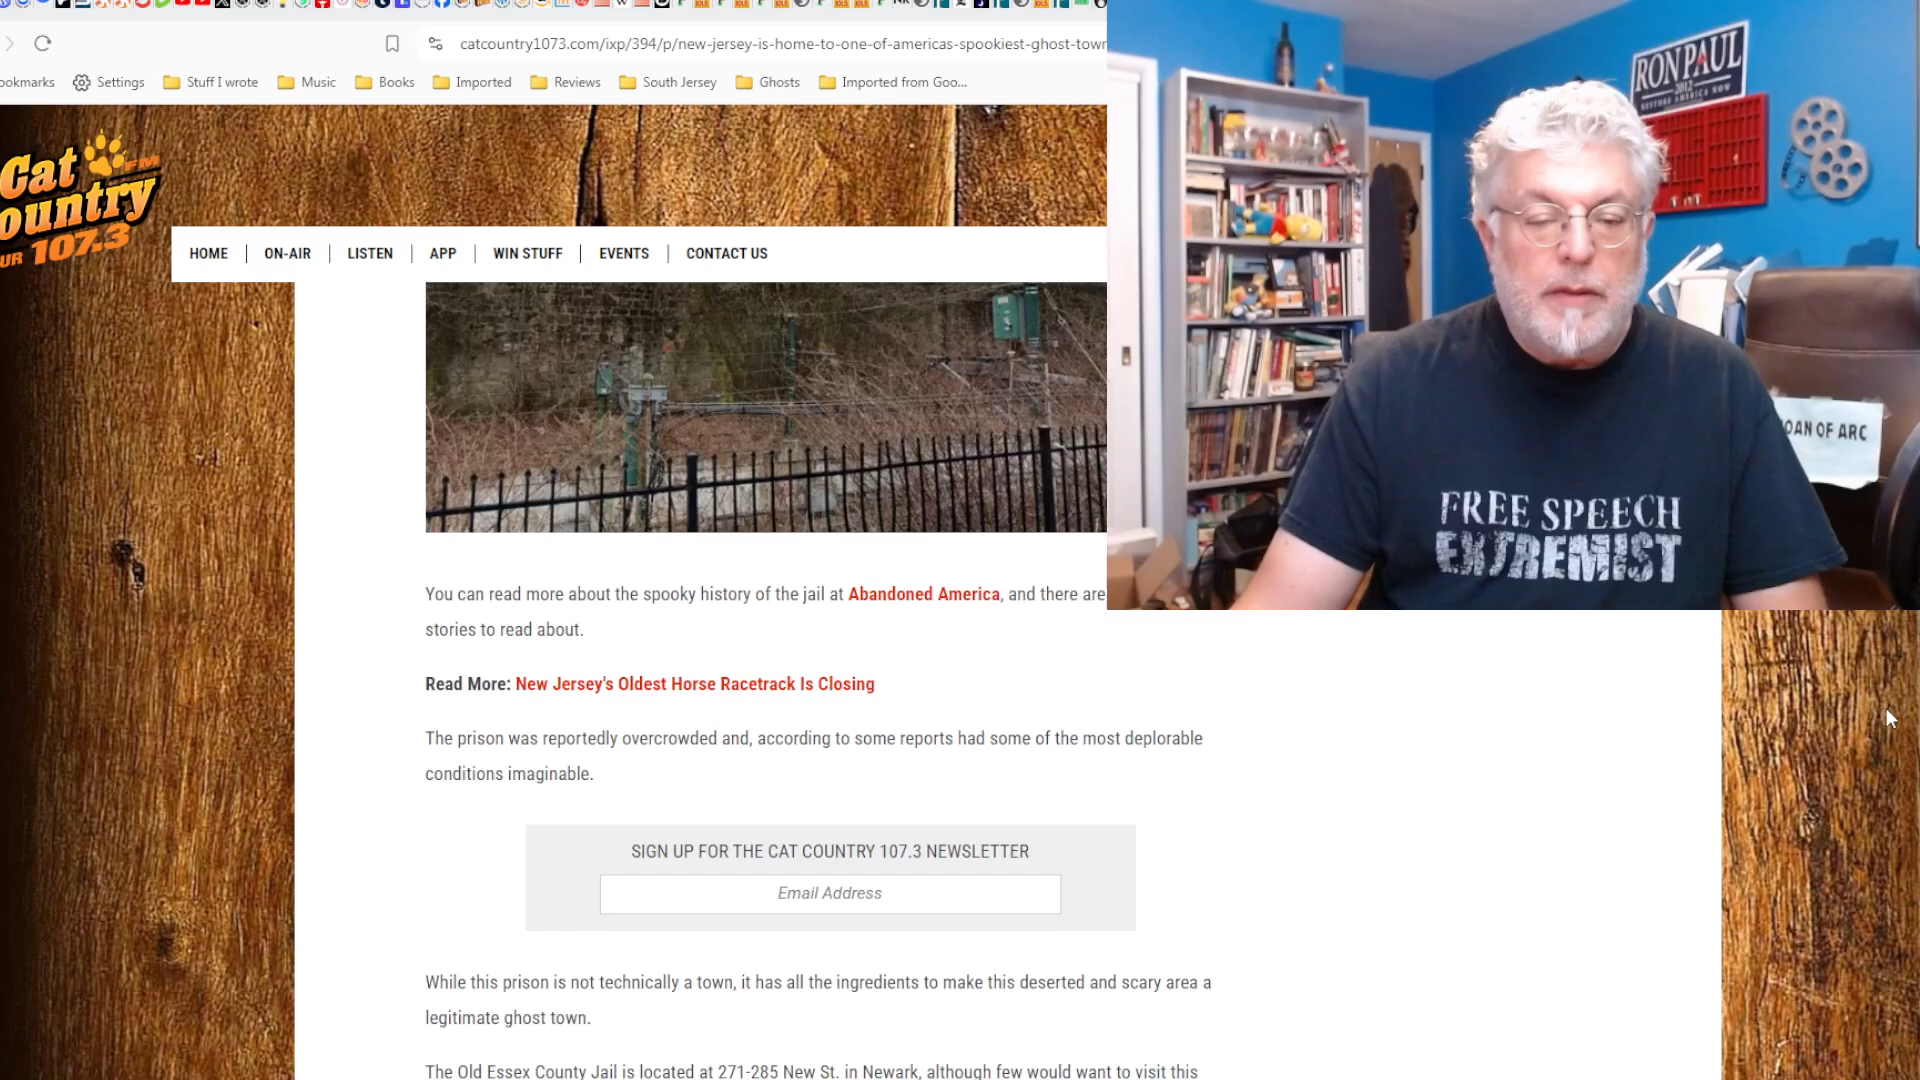 catcountry1073.com/ixp/394/p/new-jersey-is-home-to-one-of-americas-spookiest-ghost-town
ookmarks Settings Stuff I wrote Music Books Imported Reviews South Jersey Ghosts Imported from Goo...
Cat
ountry FM
UR 107.3
HOME ON-AIR LISTEN APP WIN STUFF EVENTS CONTACT US
RON PAUL
2012
RESTORE AMERICA NOW
OAN OF ARC
FREE SPEECH
EXTREMIST
You can read more about the spooky history of the jail at Abandoned America, and there are
stories to read about.
Read More: New Jersey's Oldest Horse Racetrack Is Closing
The prison was reportedly overcrowded and, according to some reports had some of the most deplorable
conditions imaginable.
SIGN UP FOR THE CAT COUNTRY 107.3 NEWSLETTER
Email Address
While this prison is not technically a town, it has all the ingredients to make this deserted and scary area a
legitimate ghost town.
The Old Essex County Jail is located at 271-285 New St. in Newark, although few would want to visit this